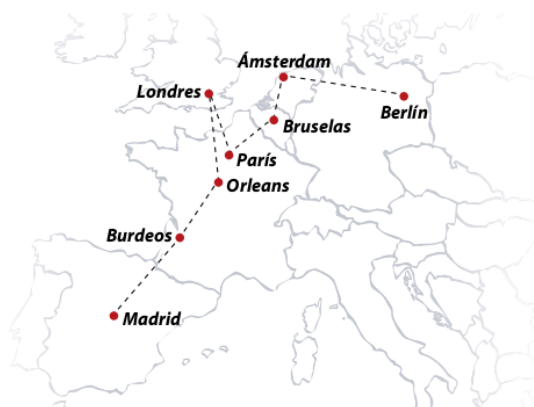 Ámsterdam
Londres
Berlín
Bruselas
París
Orleans
Burdeos
Madrid